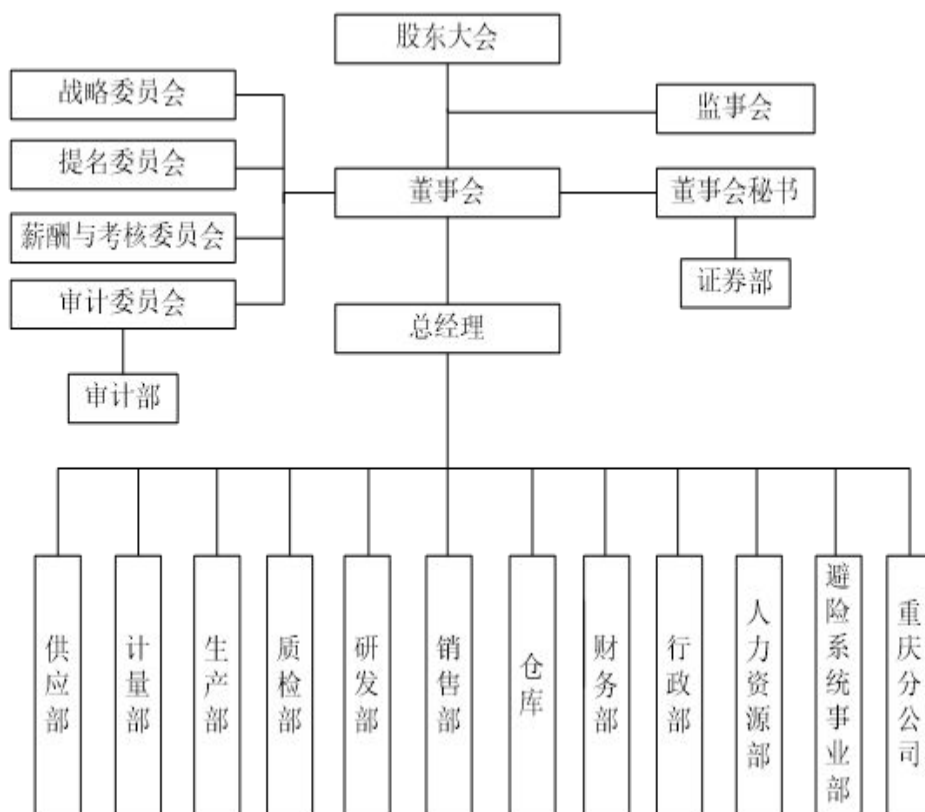 股东大会
战略委员会
监事会
提名委员会
董事会
董事会秘书
薪酬与考核委员会
证券部
审计委员会
总经理
审计部
供应部
计量部
生产部
质检部
研发部
销售部
仓库
财务部
行政部
人力资源部
避险系统事业部
重庆分公司